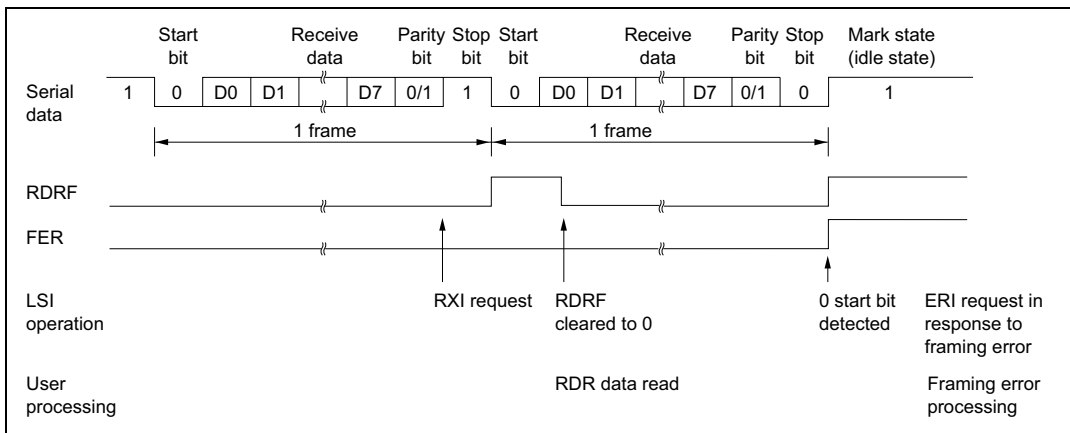 Start bit Receive data Parity bit Stop bit Start bit Receive data Parity bit Stop bit Mark state (idle state)
Serial data 1 0 D0 D1 D7 0/1 1 0 D0 D1 D7 0/1 0 1
1 frame 1 frame
RDRF
FER
LSI operation RXI request RDRF cleared to 0 0 start bit detected ERI request in response to framing error
User processing RDR data read Framing error processing